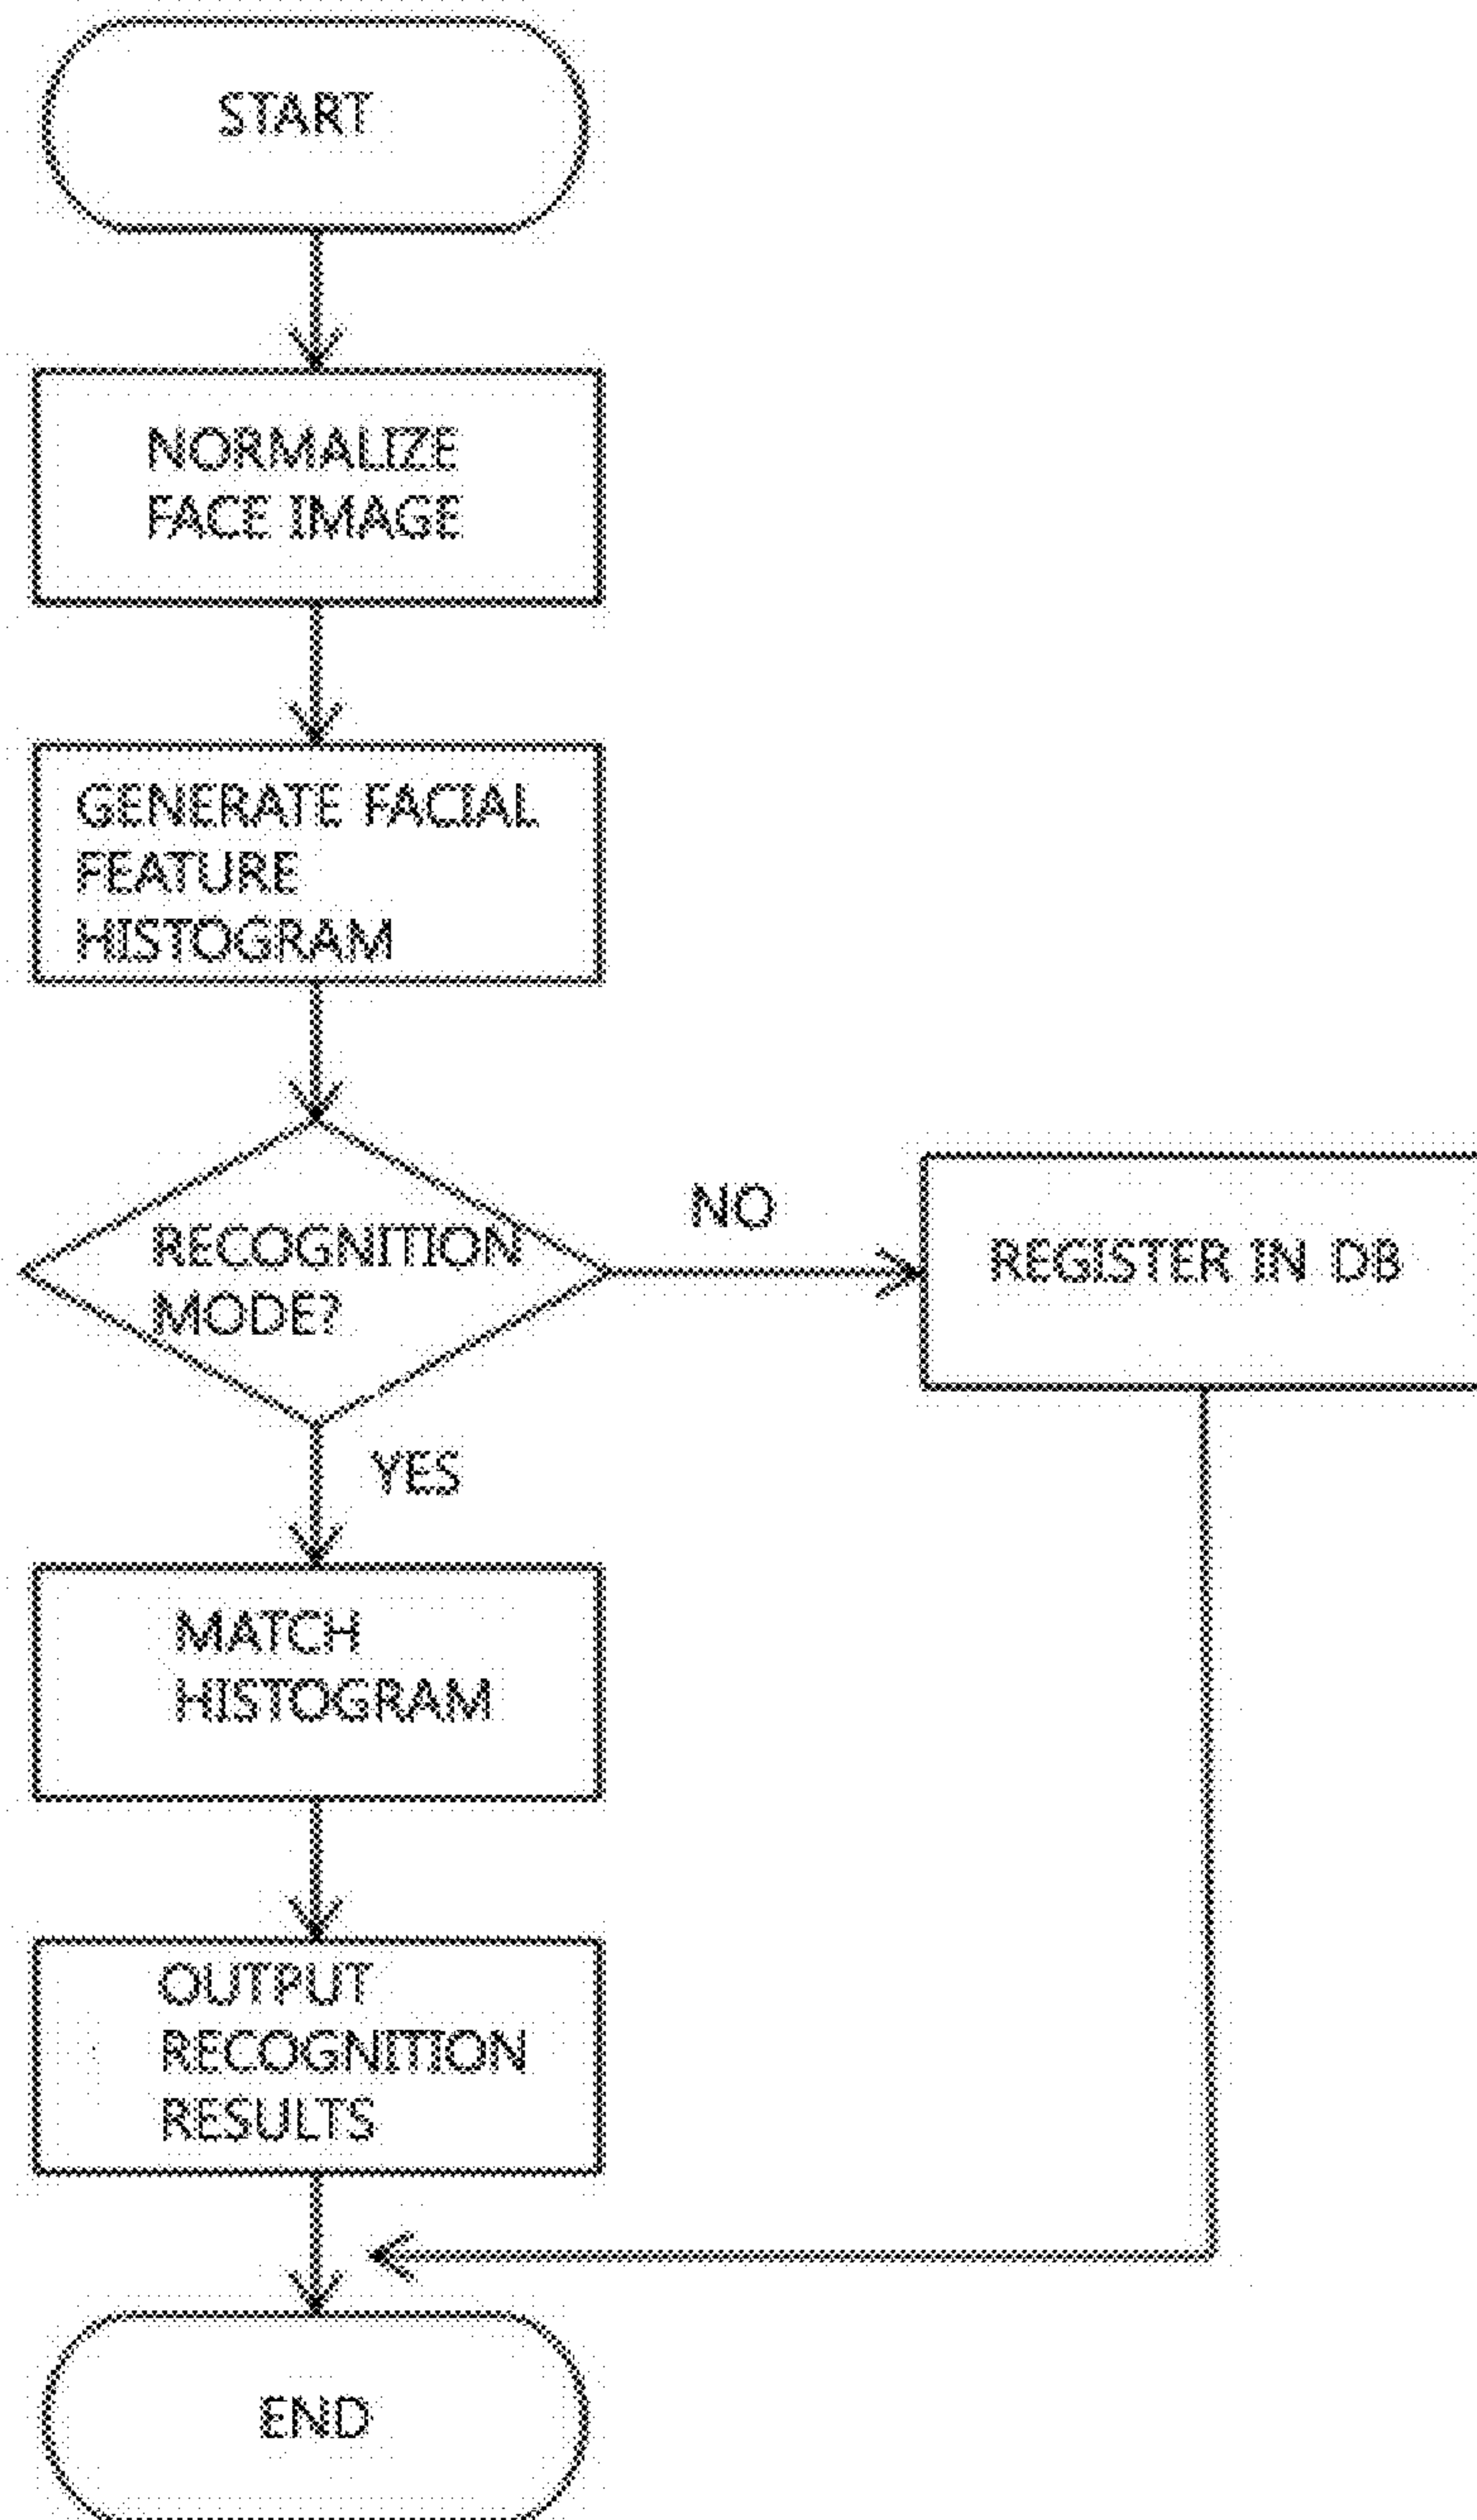 START
NORMALIZE
FACE IMAGE
GENERATE FACIAL
FEATURE
HISTOGRAM
RECOGNITION
MODE?
NO
REGISTER IN DB
YES
MATCH
HISTOGRAM
OUTPUT
RECOGNITION
RESULTS
END